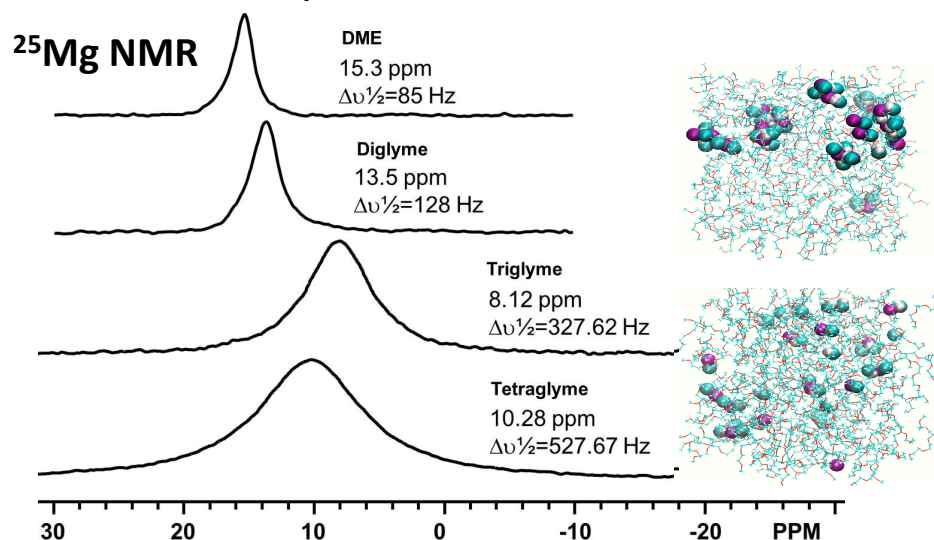 ²⁵Mg NMR
DME
15.3 ppm
Δυ½=85 Hz
Diglyme
13.5 ppm
Δυ½=128 Hz
Triglyme
8.12 ppm
Δυ½=327.62 Hz
Tetraglyme
10.28 ppm
Δυ½=527.67 Hz
30 20 10 0 -10 -20 PPM